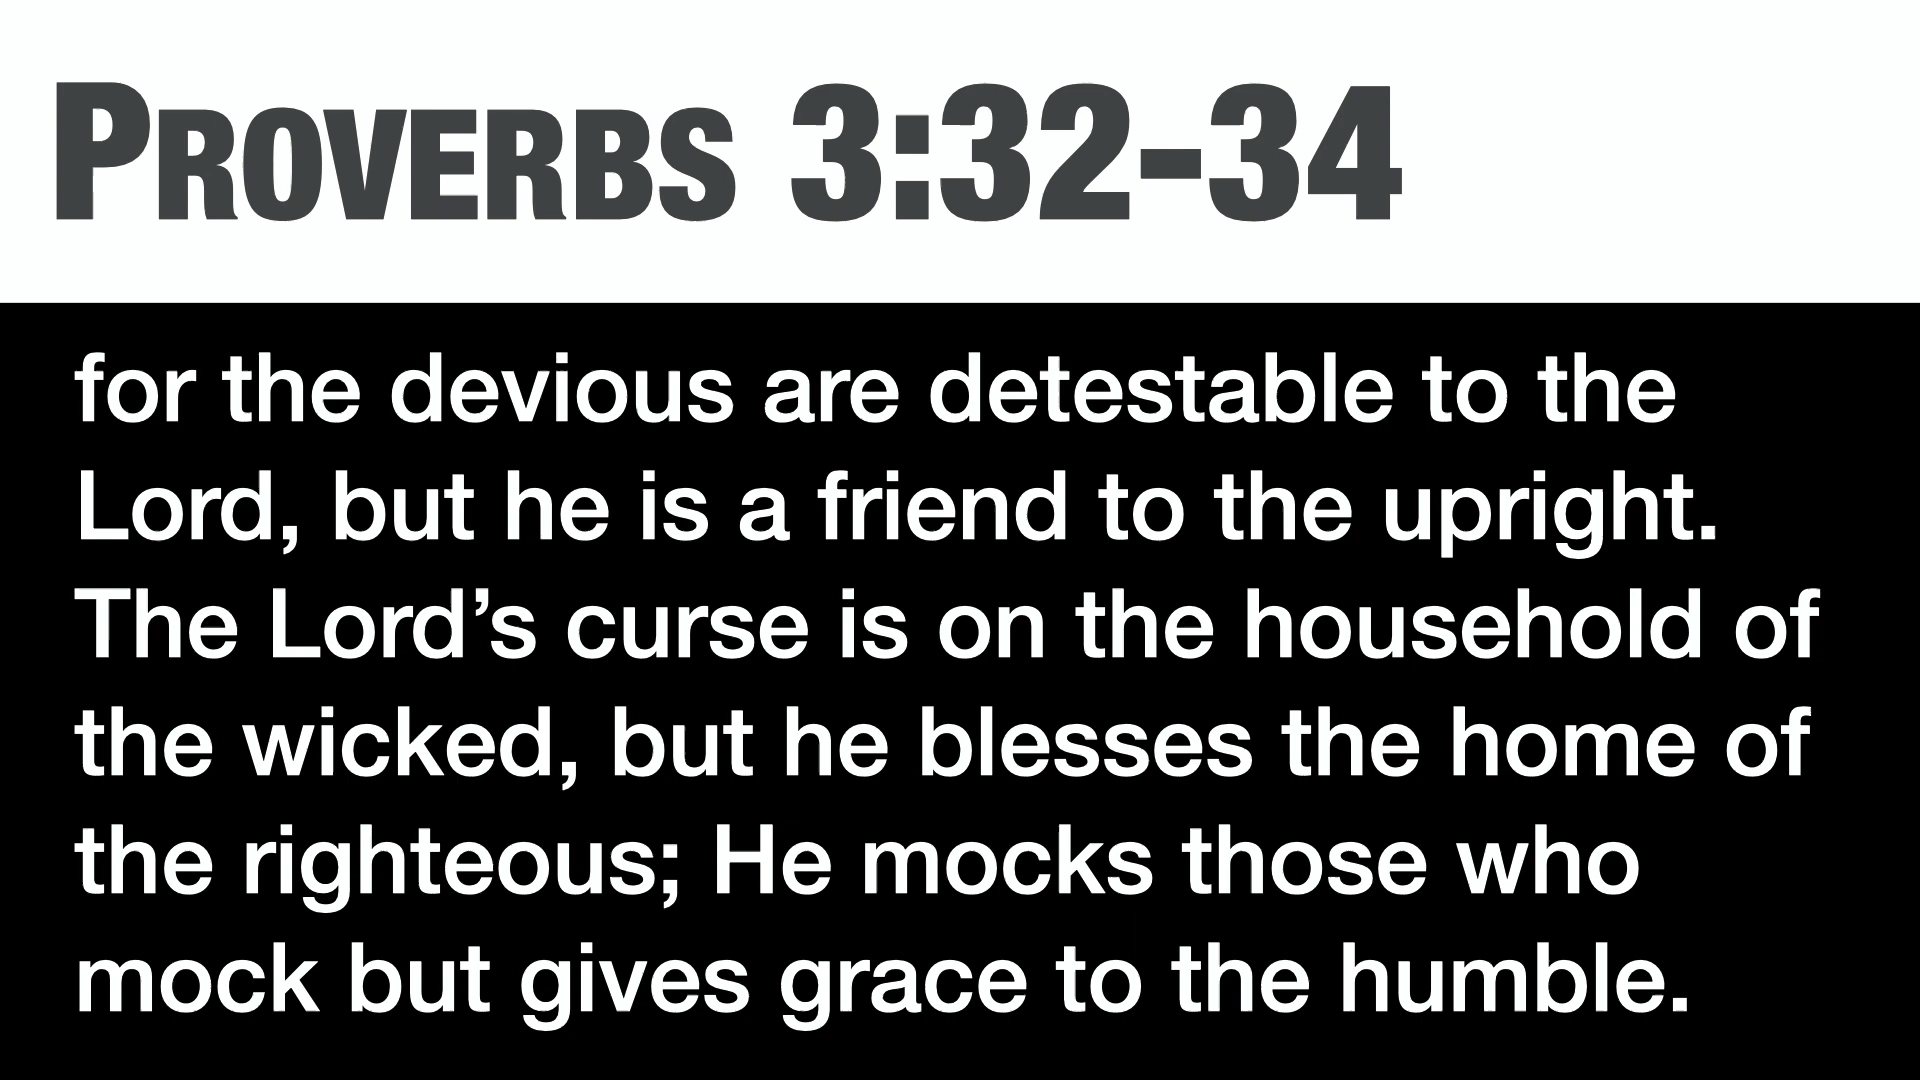 PROVERBS 3:32-34
for the devious are detestable to the
Lord, but he is a friend to the upright.
The Lord’s curse is on the household of
the wicked, but he blesses the home of
the righteous; He mocks those who
mock but gives grace to the humble.